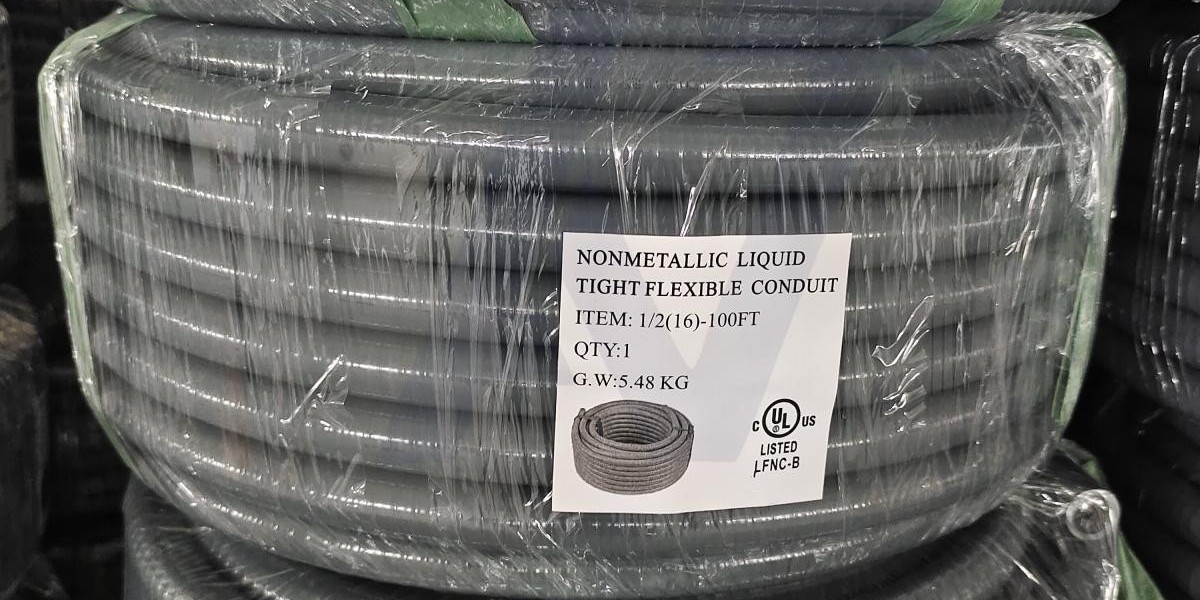 NONMETALLIC LIQUID
TIGHT FLEXIBLE CONDUIT
ITEM: 1/2(16)-100FT
QTY:1
G.W:5.48 KG
C UL US
LISTED
LFNC-B